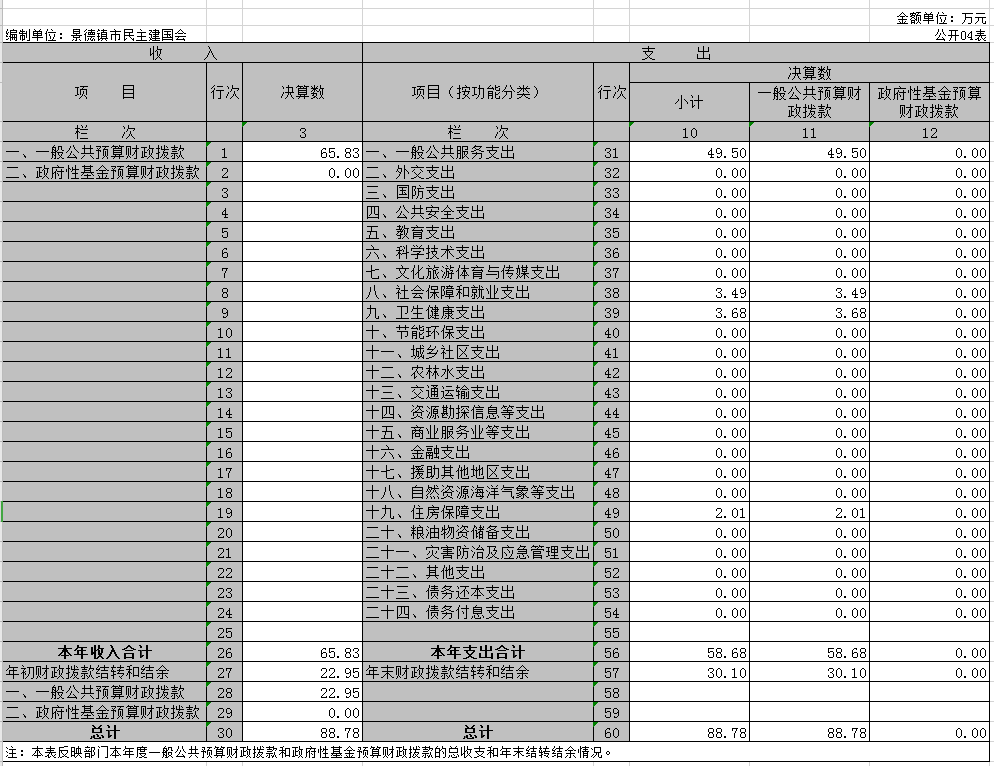 金额单位：万元
编制单位：景德镇市民主建国会 公开04表
收 入 支 出
项 目 行次 决算数 项目（按功能分类） 行次 决算数
小计 一般公共预算财政拨款 政府性基金预算财政拨款
栏 次 3 栏 次 10 11 12
一、一般公共预算财政拨款 1 65.83 一、一般公共服务支出 31 49.50 49.50 0.00
二、政府性基金预算财政拨款 2 0.00 二、外交支出 32 0.00 0.00 0.00
3 三、国防支出 33 0.00 0.00 0.00
4 四、公共安全支出 34 0.00 0.00 0.00
5 五、教育支出 35 0.00 0.00 0.00
6 六、科学技术支出 36 0.00 0.00 0.00
7 七、文化旅游体育与传媒支出 37 0.00 0.00 0.00
8 八、社会保障和就业支出 38 3.49 3.49 0.00
9 九、卫生健康支出 39 3.68 3.68 0.00
10 十、节能环保支出 40 0.00 0.00 0.00
11 十一、城乡社区支出 41 0.00 0.00 0.00
12 十二、农林水支出 42 0.00 0.00 0.00
13 十三、交通运输支出 43 0.00 0.00 0.00
14 十四、资源勘探信息等支出 44 0.00 0.00 0.00
15 十五、商业服务业等支出 45 0.00 0.00 0.00
16 十六、金融支出 46 0.00 0.00 0.00
17 十七、援助其他地区支出 47 0.00 0.00 0.00
18 十八、自然资源海洋气象等支出 48 0.00 0.00 0.00
19 十九、住房保障支出 49 2.01 2.01 0.00
20 二十、粮油物资储备支出 50 0.00 0.00 0.00
21 二十一、灾害防治及应急管理支出 51 0.00 0.00 0.00
22 二十二、其他支出 52 0.00 0.00 0.00
23 二十三、债务还本支出 53 0.00 0.00 0.00
24 二十四、债务付息支出 54 0.00 0.00 0.00
25 55
本年收入合计 26 65.83 本年支出合计 56 58.68 58.68 0.00
年初财政拨款结转和结余 27 22.95 年末财政拨款结转和结余 57 30.10 30.10 0.00
一、一般公共预算财政拨款 28 22.95 58
二、政府性基金预算财政拨款 29 0.00 59
总计 30 88.78 总计 60 88.78 88.78 0.00
注：本表反映部门本年度一般公共预算财政拨款和政府性基金预算财政拨款的总收支和年末结转结余情况。